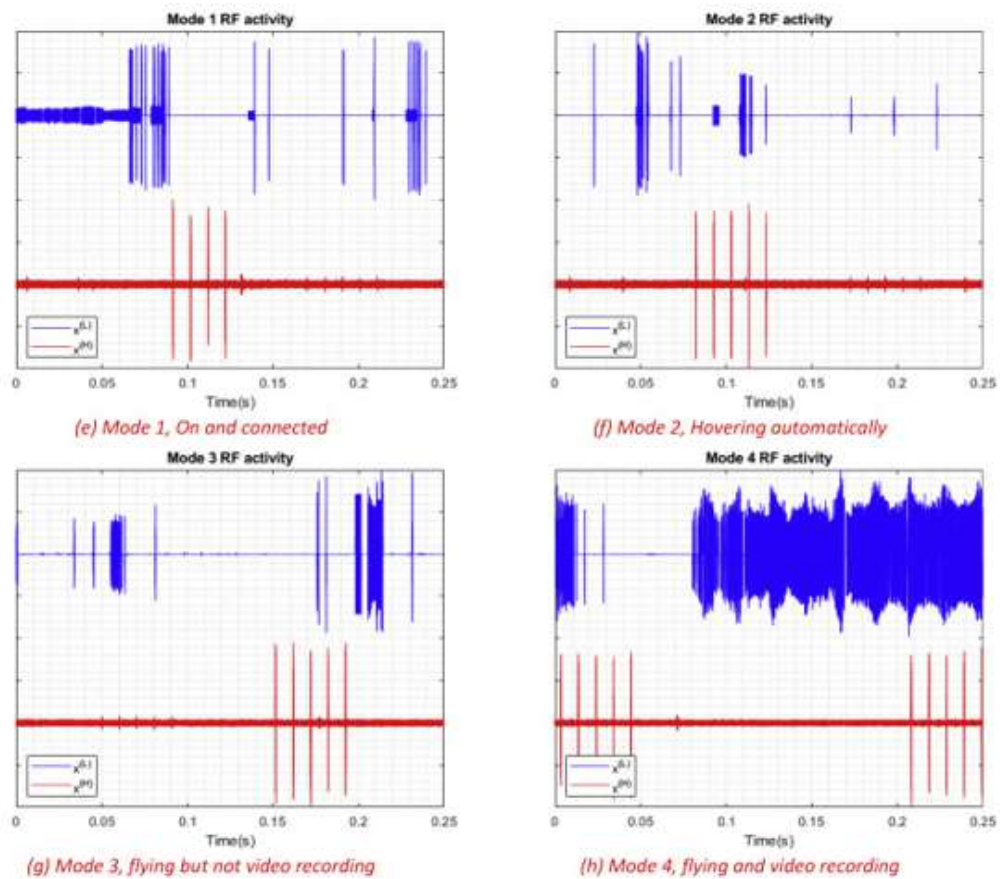 Mode 1 RF activity
x(L)
x(H)
0 0.05 0.1 0.15 0.2 0.25
Time(s)
(e) Mode 1, On and connected
Mode 2 RF activity
x(L)
x(H)
0 0.05 0.1 0.15 0.2 0.25
Time(s)
(f) Mode 2, Hovering automatically
Mode 3 RF activity
x(L)
x(H)
0 0.05 0.1 0.15 0.2 0.25
Time(s)
(g) Mode 3, flying but not video recording
Mode 4 RF activity
x(L)
x(H)
0 0.05 0.1 0.15 0.2 0.25
Time(s)
(h) Mode 4, flying and video recording